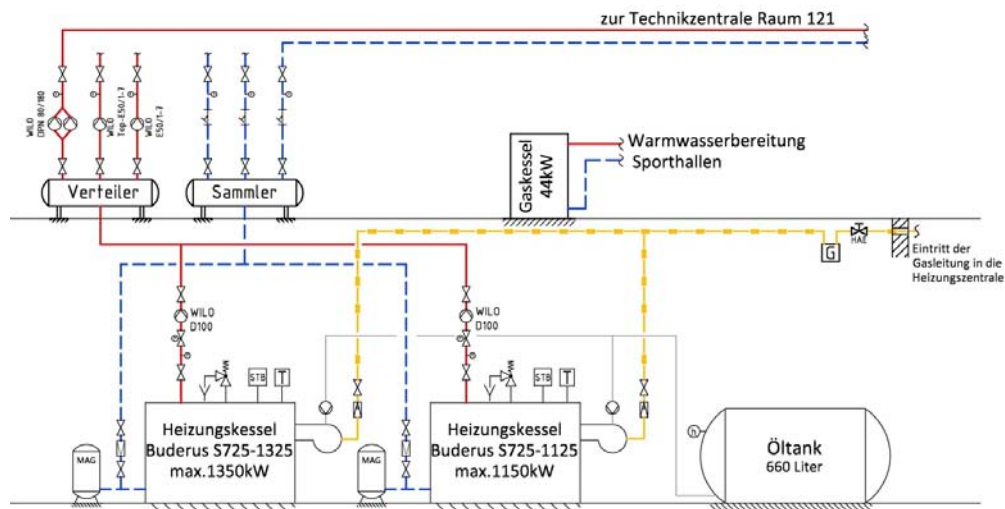 zur Technikzentrale Raum 121
WILO
DPN 80/180
WILO
Top-E50/1-7
WILO
E50/1-7
Verteiler
Sammler
Gaskessel
44kW
Warmwasserbereitung
Sporthallen
G
HAE
Eintritt der
Gasleitung in die
Heizungszentrale
WILO
D100
WILO
D100
STB
T
STB
T
Heizungskessel
Buderus S725-1325
max.1350kW
Heizungskessel
Buderus S725-1125
max.1150kW
MAG
MAG
h
Öltank
660 Liter